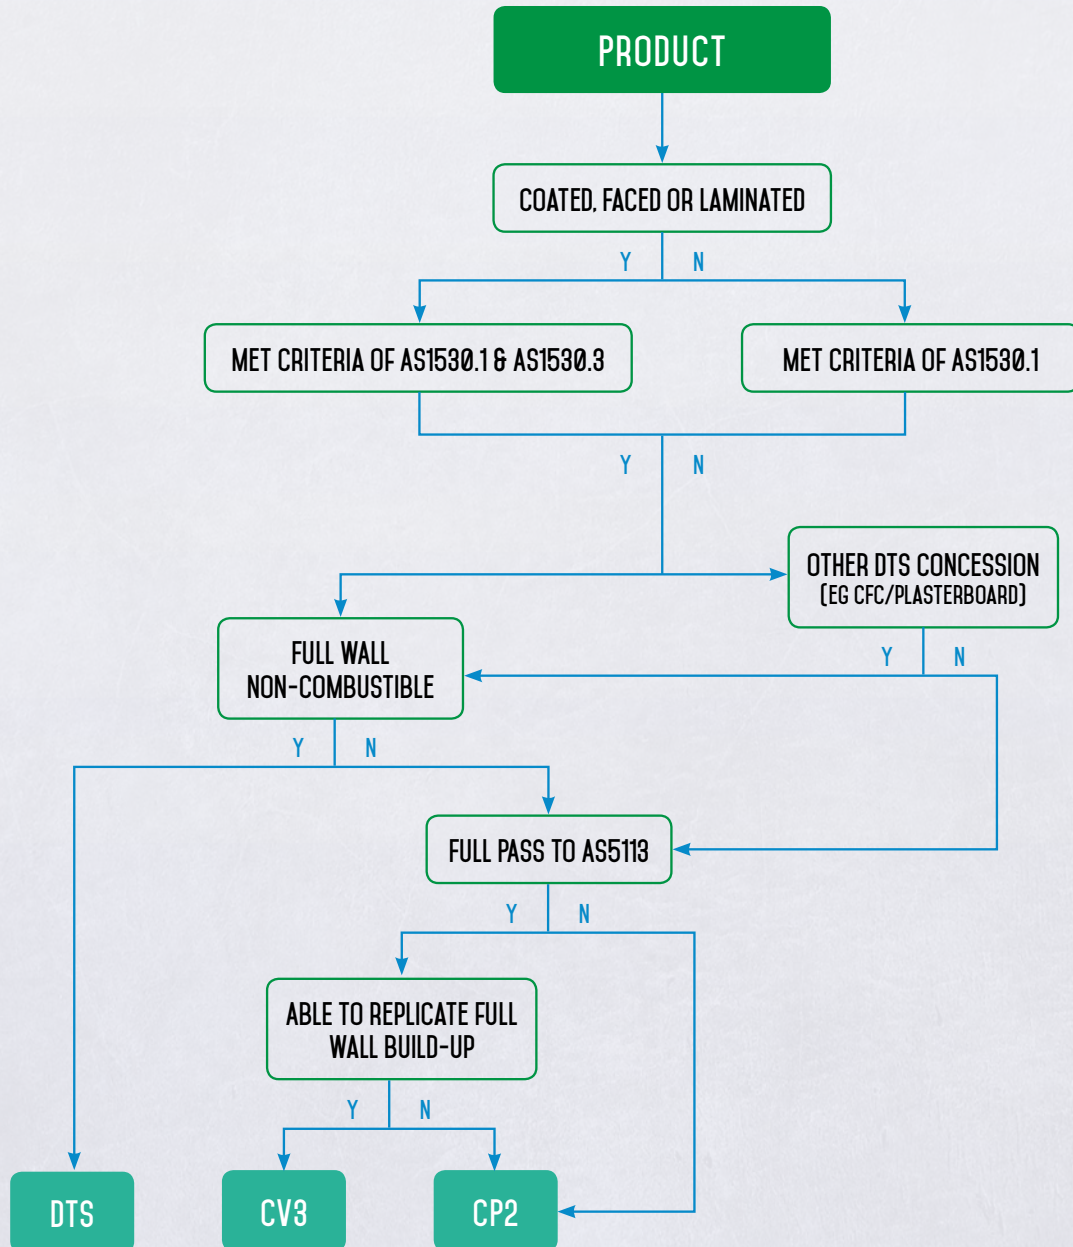 PRODUCT
COATED, FACED OR LAMINATED
Y N
MET CRITERIA OF AS1530.1 & AS1530.3
MET CRITERIA OF AS1530.1
Y N
OTHER DTS CONCESSION
(EG CFC/PLASTERBOARD)
FULL WALL
NON-COMBUSTIBLE
Y N
Y N
FULL PASS TO AS5113
Y N
ABLE TO REPLICATE FULL
WALL BUILD-UP
Y N
DTS
CV3
CP2